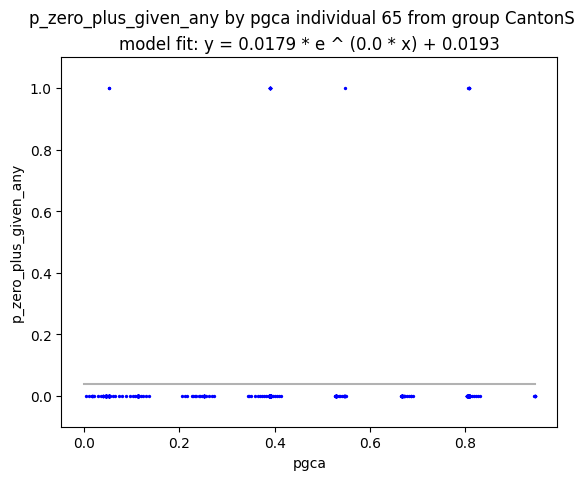 p_zero_plus_given_any by pgca individual 65 from group CantonS
model fit: y = 0.0179 * e ^ (0.0 * x) + 0.0193
1.0
0.8
0.6
0.4
0.2
0.0
p_zero_plus_given_any
0.0 0.2 0.4 0.6 0.8
pgca